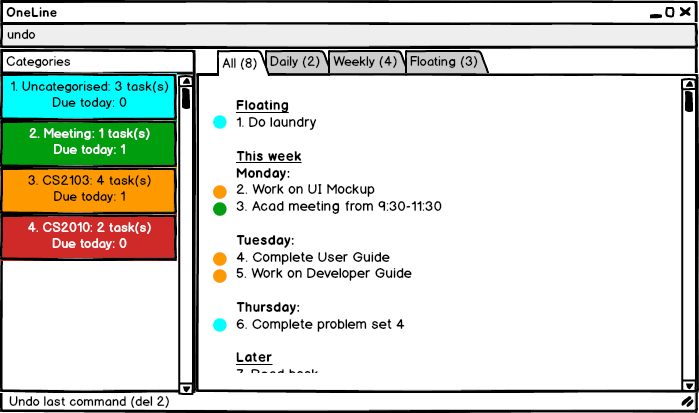 OneLine
undo
Categories
1. Uncategorised: 3 task(s)
Due today: 0
2. Meeting: 1 task(s)
Due today: 1
3. CS2103: 4 task(s)
Due today: 1
4. CS2010: 2 task(s)
Due today: 0
All (8)
Daily (2)
Weekly (4)
Floating (3)
Floating
1. Do laundry
This week
Monday:
2. Work on UI Mockup
3. Acad meeting from 9:30-11:30
Tuesday:
4. Complete User Guide
5. Work on Developer Guide
Thursday:
6. Complete problem set 4
Later
Undo last command (del 2)